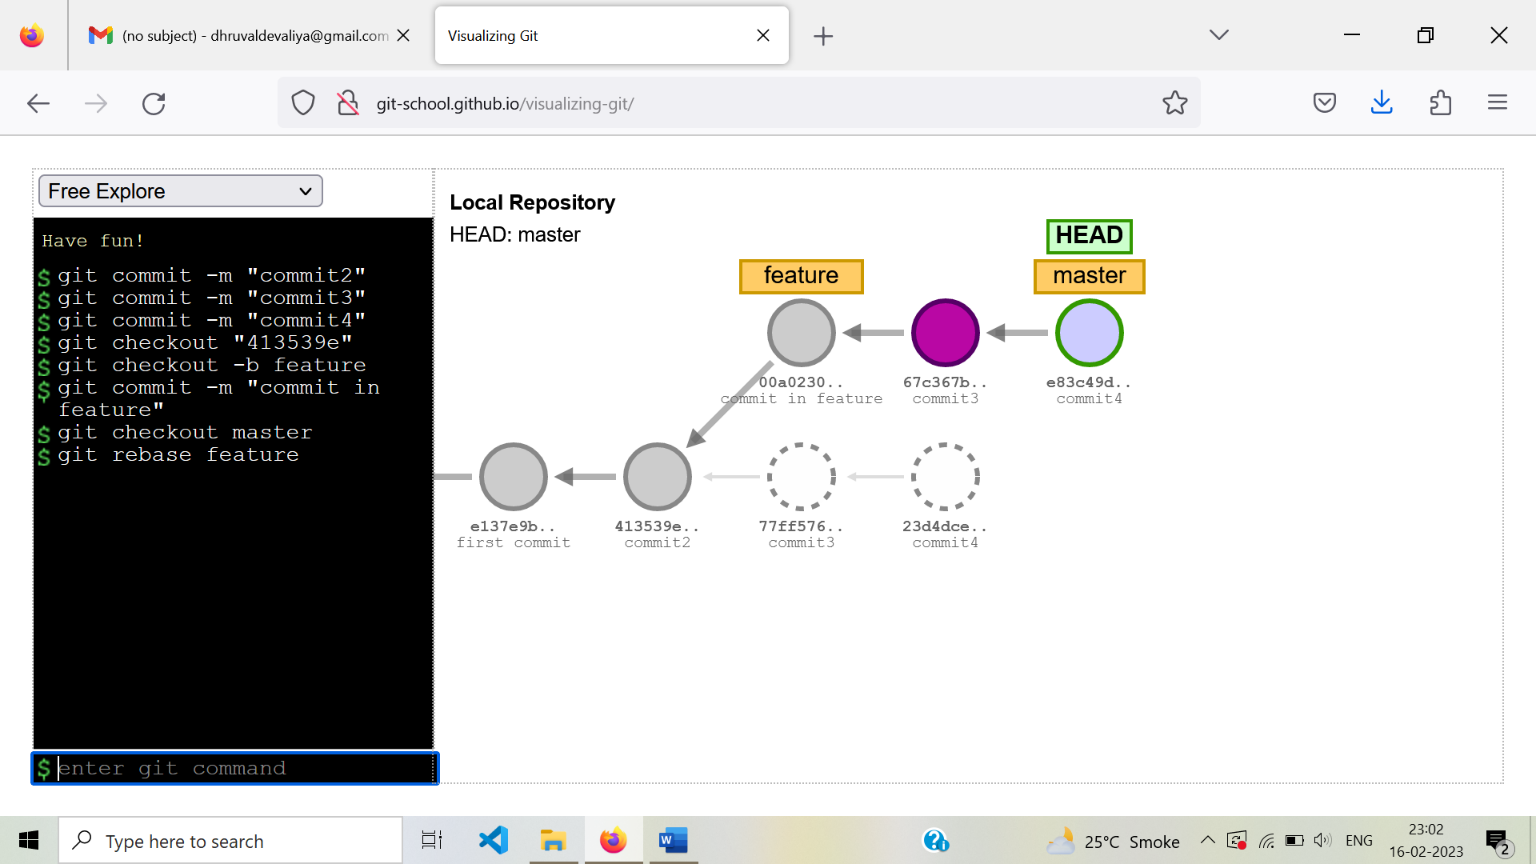 (no subject) - dhruvaldevaliya@gmail.com
Visualizing Git
git-school.github.io/visualizing-git/
Free Explore
Have fun!
$ git commit -m "commit2"
$ git commit -m "commit3"
$ git commit -m "commit4"
$ git checkout "413539e"
$ git checkout -b feature
$ git commit -m "commit in
feature"
$ git checkout master
$ git rebase feature
$ enter git command
Local Repository
HEAD: master
HEAD
feature
master
00a0230..
67c367b..
e83c49d..
commit in feature
commit3
commit4
e137e9b..
413539e..
77ff576..
23d4dce..
first commit
commit2
commit3
commit4
Type here to search
W
25°C Smoke
ENG
23:02
16-02-2023
2